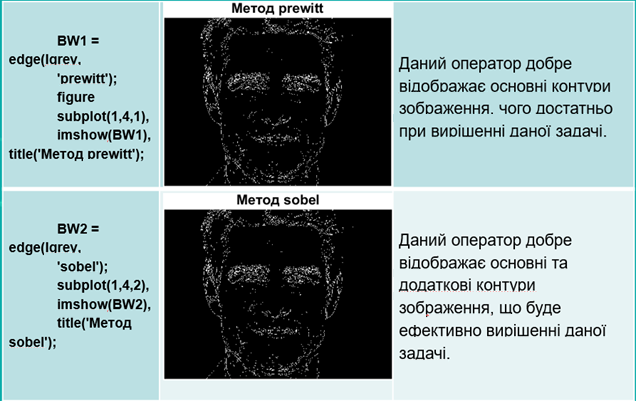 BW1 =
edge(Igrey,
'prewitt');
figure
subplot(1,4,1),
imshow(BW1),
title('Метод prewitt');
Метод prewitt
Даний оператор добре
відображає основні контури
зображення, чого достатньо
при вирішенні даної задачі.
BW2 =
edge(Igrey,
'sobel');
subplot(1,4,2),
imshow(BW2),
title('Метод
sobel');
Метод sobel
Даний оператор добре
відображає основні та
додаткові контури
зображення, що буде
ефективно вирішенні даної
задачі.